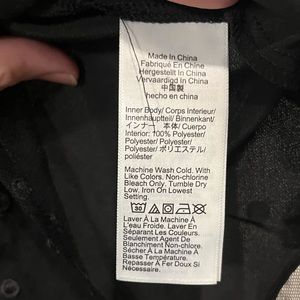 Made In China
Fabriqué En Chine
Hergestellt In China
Vervaardigd In China
中国製
hecho en china
Inner Body/ Corps Interieur/
Innenhauptteil/ Binnenkant/
インナー 本体/ Cuerpo
Interior: 100% Polyester/
Polyester/ Polyester/
Polyester/ ポリエステル/
poliéster
Machine Wash Cold. With
Like Colors. Non-chlorine
Bleach Only. Tumble Dry
Low. Iron On Lowest
Setting.
30
Laver À La Machine À
L'eau Froide. Laver En
Séparant Les Couleurs.
Seulement Agent De
Blanchiment Non-chloré.
Sécher À La Machine À
Basse Température.
Repasser À Fer Doux Si
Nécessaire.